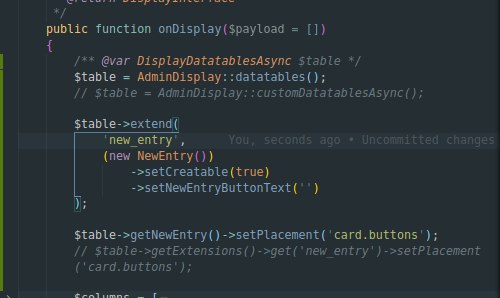 * @return DisplayInterface
*/
public function onDisplay($payload = [])
{
/** @var DisplayDatatablesAsync $table */
$table = AdminDisplay::datatables();
// $table = AdminDisplay::customDatatablesAsync();
$table->extend(
'new_entry', You, seconds ago • Uncommitted changes
(new NewEntry())
->setCreatable(true)
->setNewEntryButtonText('')
);
$table->getNewEntry()->setPlacement('card.buttons');
// $table->getExtensions()->get('new_entry')->setPlacement
('card.buttons');
$columns = [